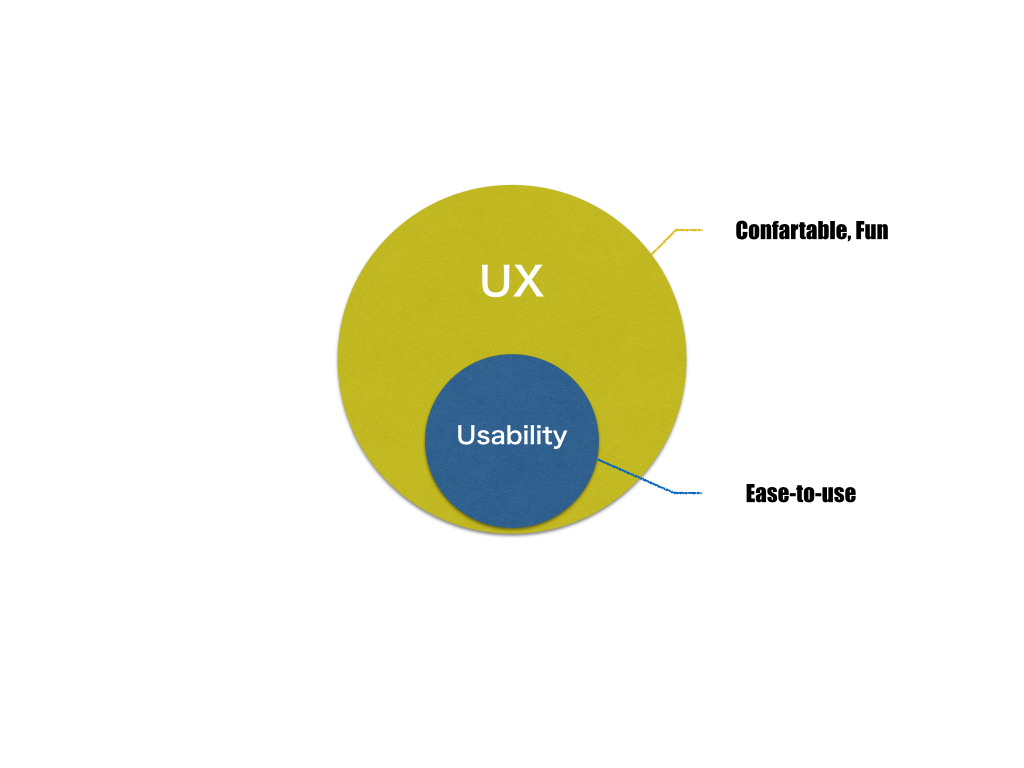 UX
Confartable, Fun
Usability
Ease-to-use